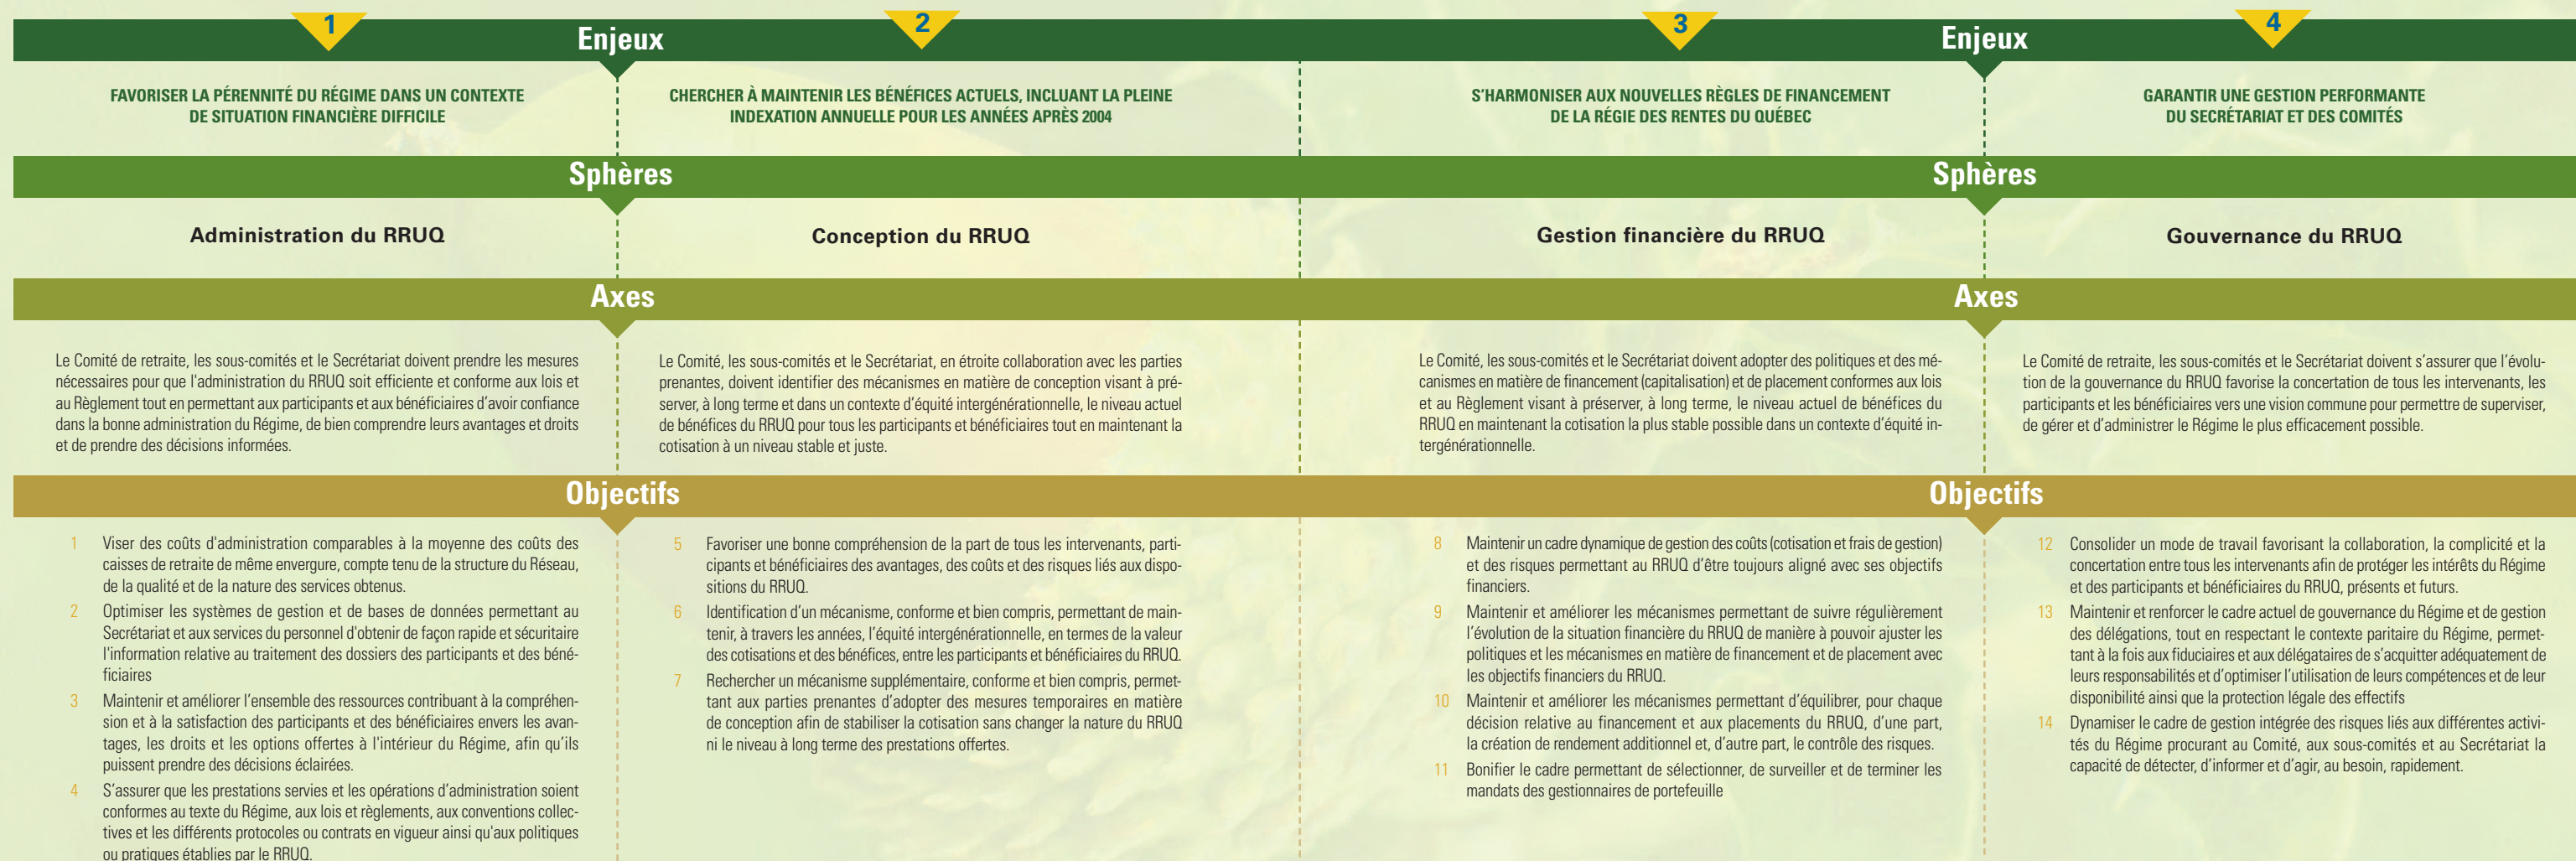 1
2
3
4
Enjeux
Enjeux
FAVORISER LA PÉRENNITÉ DU RÉGIME DANS UN CONTEXTE
DE SITUATION FINANCIÈRE DIFFICILE
CHERCHER À MAINTENIR LES BÉNÉFICES ACTUELS, INCLUANT LA PLEINE
INDEXATION ANNUELLE POUR LES ANNÉES APRÈS 2004
S'HARMONISER AUX NOUVELLES RÈGLES DE FINANCEMENT
DE LA RÉGIE DES RENTES DU QUÉBEC
GARANTIR UNE GESTION PERFORMANTE
DU SECRÉTARIAT ET DES COMITÉS
Sphères
Sphères
Administration du RRUQ
Conception du RRUQ
Gestion financière du RRUQ
Gouvernance du RRUQ
Axes
Axes
Le Comité de retraite, les sous-comités et le Secrétariat doivent prendre les mesures
nécessaires pour que l'administration du RRUQ soit efficiente et conforme aux lois et
au Règlement tout en permettant aux participants et aux bénéficiaires d'avoir confiance
dans la bonne administration du Régime, de bien comprendre leurs avantages et droits
et de prendre des décisions informées.
Le Comité, les sous-comités et le Secrétariat, en étroite collaboration avec les parties
prenantes, doivent identifier des mécanismes en matière de conception visant à pré-
server, à long terme et dans un contexte d'équité intergénérationnelle, le niveau actuel
de bénéfices du RRUQ pour tous les participants et bénéficiaires tout en maintenant la
cotisation à un niveau stable et juste.
Le Comité, les sous-comités et le Secrétariat doivent adopter des politiques et des mé-
canismes en matière de financement (capitalisation) et de placement conformes aux lois
et au Règlement visant à préserver, à long terme, le niveau actuel de bénéfices du
RRUQ en maintenant la cotisation la plus stable possible dans un contexte d'équité in-
tergénérationnelle.
Le Comité de retraite, les sous-comités et le Secrétariat doivent s'assurer que l'évolu-
tion de la gouvernance du RRUQ favorise la concertation de tous les intervenants, les
participants et les bénéficiaires vers une vision commune pour permettre de superviser,
de gérer et d'administrer le Régime le plus efficacement possible.
Objectifs
Objectifs
1 Viser des coûts d'administration comparables à la moyenne des coûts des
caisses de retraite de même envergure, compte tenu de la structure du Réseau,
de la qualité et de la nature des services obtenus.
2 Optimiser les systèmes de gestion et de bases de données permettant au
Secrétariat et aux services du personnel d'obtenir de façon rapide et sécuritaire
l'information relative au traitement des dossiers des participants et des béné-
ficiaires
3 Maintenir et améliorer l'ensemble des ressources contribuant à la compréhen-
sion et à la satisfaction des participants et des bénéficiaires envers les avan-
tages, les droits et les options offertes à l'intérieur du Régime, afin qu'ils
puissent prendre des décisions éclairées.
4 S'assurer que les prestations servies et les opérations d'administration soient
conformes au texte du Régime, aux lois et règlements, aux conventions collec-
tives et les différents protocoles ou contrats en vigueur ainsi qu'aux politiques
ou pratiques établies par le RRUQ.
5 Favoriser une bonne compréhension de la part de tous les intervenants, parti-
cipants et bénéficiaires des avantages, des coûts et des risques liés aux dispo-
sitions du RRUQ.
6 Identification d'un mécanisme, conforme et bien compris, permettant de main-
tenir, à travers les années, l'équité intergénérationnelle, en termes de la valeur
des cotisations et des bénéfices, entre les participants et bénéficiaires du RRUQ.
7 Rechercher un mécanisme supplémentaire, conforme et bien compris, permet-
tant aux parties prenantes d'adopter des mesures temporaires en matière
de conception afin de stabiliser la cotisation sans changer la nature du RRUQ
ni le niveau à long terme des prestations offertes.
8 Maintenir un cadre dynamique de gestion des coûts (cotisation et frais de gestion)
et des risques permettant au RRUQ d'être toujours aligné avec ses objectifs
financiers.
9 Maintenir et améliorer les mécanismes permettant de suivre régulièrement
l'évolution de la situation financière du RRUQ de manière à pouvoir ajuster les
politiques et les mécanismes en matière de financement et de placement avec
les objectifs financiers du RRUQ.
10 Maintenir et améliorer les mécanismes permettant d'équilibrer, pour chaque
décision relative au financement et aux placements du RRUQ, d'une part,
la création de rendement additionnel et, d'autre part, le contrôle des risques.
11 Bonifier le cadre permettant de sélectionner, de surveiller et de terminer les
mandats des gestionnaires de portefeuille
12 Consolider un mode de travail favorisant la collaboration, la complicité et la
concertation entre tous les intervenants afin de protéger les intérêts du Régime
et des participants et bénéficiaires du RRUQ, présents et futurs.
13 Maintenir et renforcer le cadre actuel de gouvernance du Régime et de gestion
des délégations, tout en respectant le contexte paritaire du Régime, permet-
tant à la fois aux fiduciaires et aux délégataires de s'acquitter adéquatement de
leurs responsabilités et d'optimiser l'utilisation de leurs compétences et de leur
disponibilité ainsi que la protection légale des effectifs
14 Dynamiser le cadre de gestion intégrée des risques liés aux différentes activi-
tés du Régime procurant au Comité, aux sous-comités et au Secrétariat la
capacité de détecter, d'informer et d'agir, au besoin, rapidement.